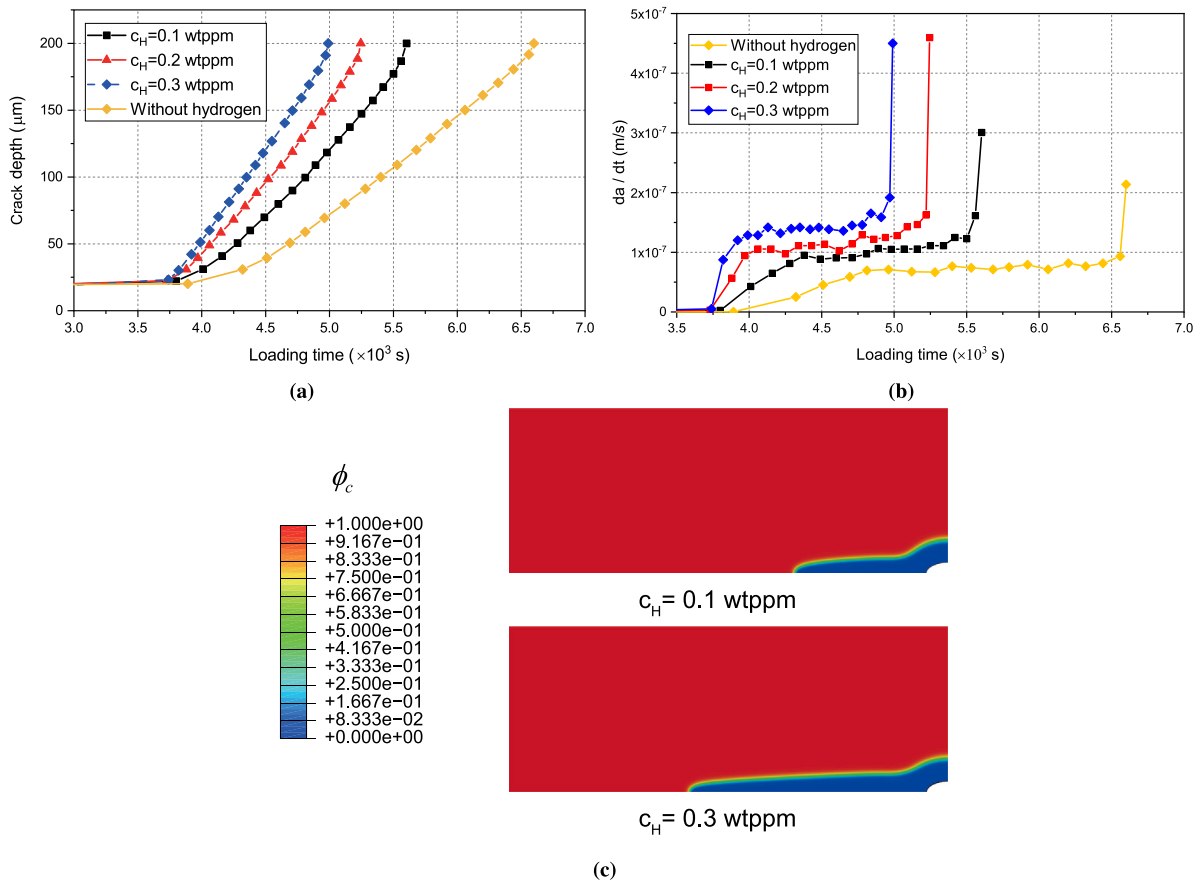 c_H=0.1 wtppm
c_H=0.2 wtppm
c_H=0.3 wtppm
Without hydrogen
Crack depth (μm)
200
150
100
50
0
3.0 3.5 4.0 4.5 5.0 5.5 6.0 6.5 7.0
Loading time (×10³ s)
(a)
Without hydrogen
c_H=0.1 wtppm
c_H=0.2 wtppm
c_H=0.3 wtppm
da / dt (m/s)
5x10⁻⁷
4x10⁻⁷
3x10⁻⁷
2x10⁻⁷
1x10⁻⁷
0
3.5 4.0 4.5 5.0 5.5 6.0 6.5 7.0
Loading time (×10³ s)
(b)
ϕ_c
+1.000e+00
+9.167e−01
+8.333e−01
+7.500e−01
+6.667e−01
+5.833e−01
+5.000e−01
+4.167e−01
+3.333e−01
+2.500e−01
+1.667e−01
+8.333e−02
+0.000e+00
c_H= 0.1 wtppm
c_H= 0.3 wtppm
(c)